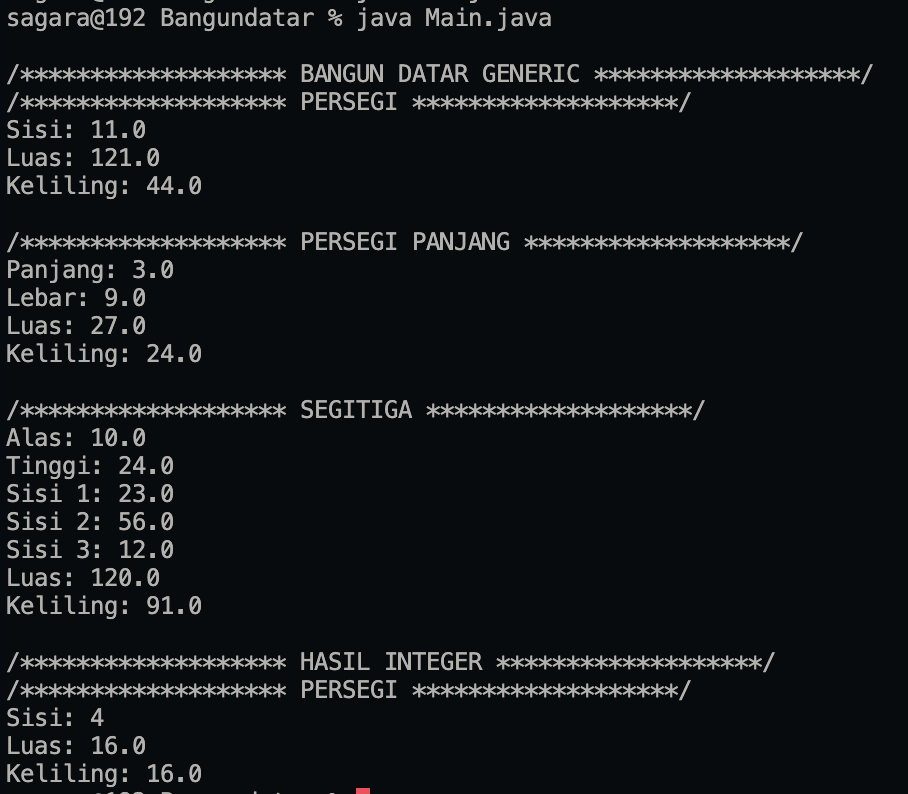 sagara@192 Bangundatar % java Main.java
/******************* BANGUN DATAR GENERIC *******************/
/******************* PERSEGI *******************/
Sisi: 11.0
Luas: 121.0
Keliling: 44.0
/******************* PERSEGI PANJANG *******************/
Panjang: 3.0
Lebar: 9.0
Luas: 27.0
Keliling: 24.0
/******************* SEGITIGA *******************/
Alas: 10.0
Tinggi: 24.0
Sisi 1: 23.0
Sisi 2: 56.0
Sisi 3: 12.0
Luas: 120.0
Keliling: 91.0
/******************* HASIL INTEGER *******************/
/******************* PERSEGI *******************/
Sisi: 4
Luas: 16.0
Keliling: 16.0